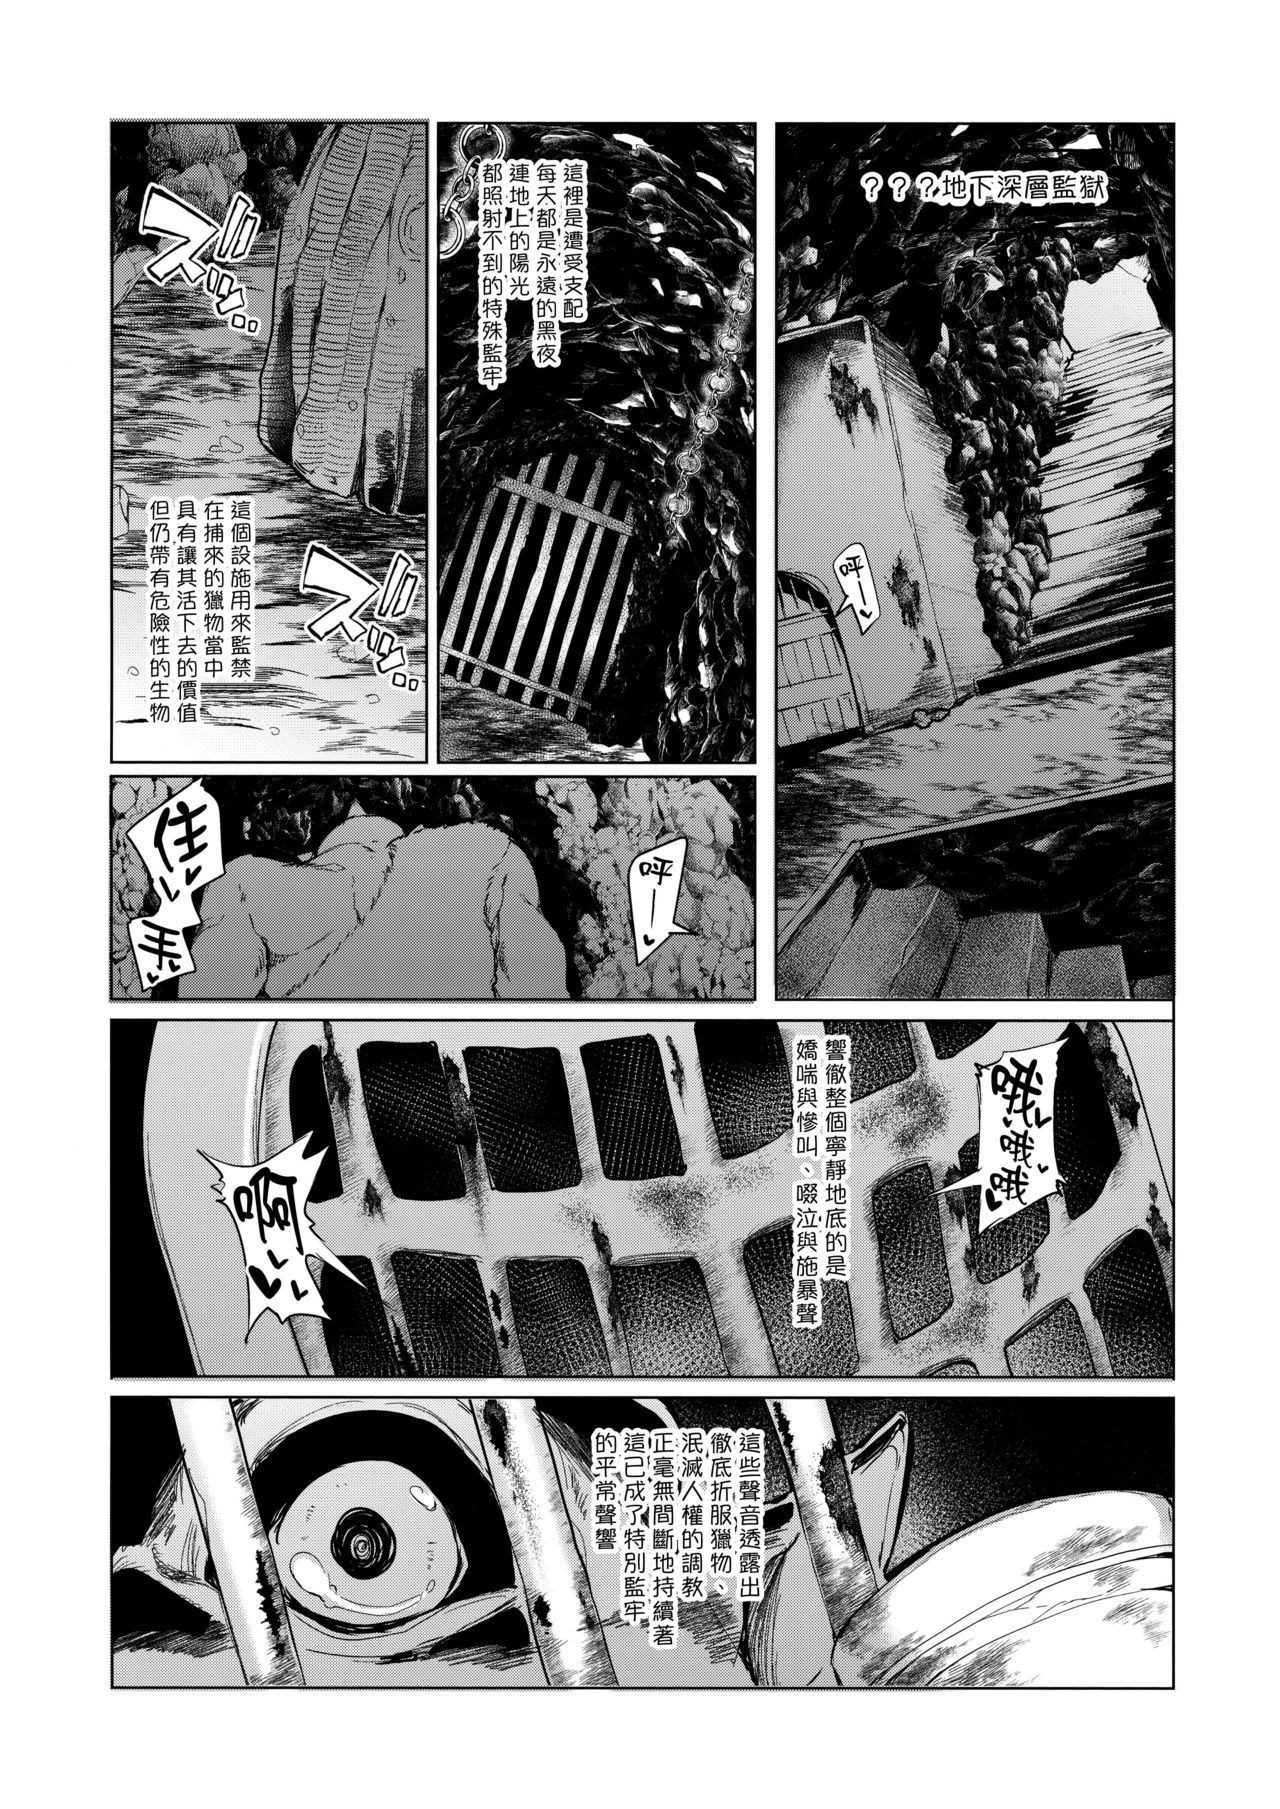 ？？？地下深層監獄
呼ー
這裡是遭受支配
每天都是永遠的黑夜
連地上的陽光
都照射不到的特殊監牢
ズッ…
ズッ…
這個設施用來監禁
在捕來的獵物當中
具有讓其活下去的價值
但仍帶有危險性的生物
呼ー
住
手
響徹整個寧靜地底的是
嬌喘與慘叫、啜泣與施暴聲
哦
哦哦
啊
這些聲音透露出
徹底折服獵物、
泯滅人權的調教
正毫無間斷地持續著
這已成了特別監牢
的平常聲響